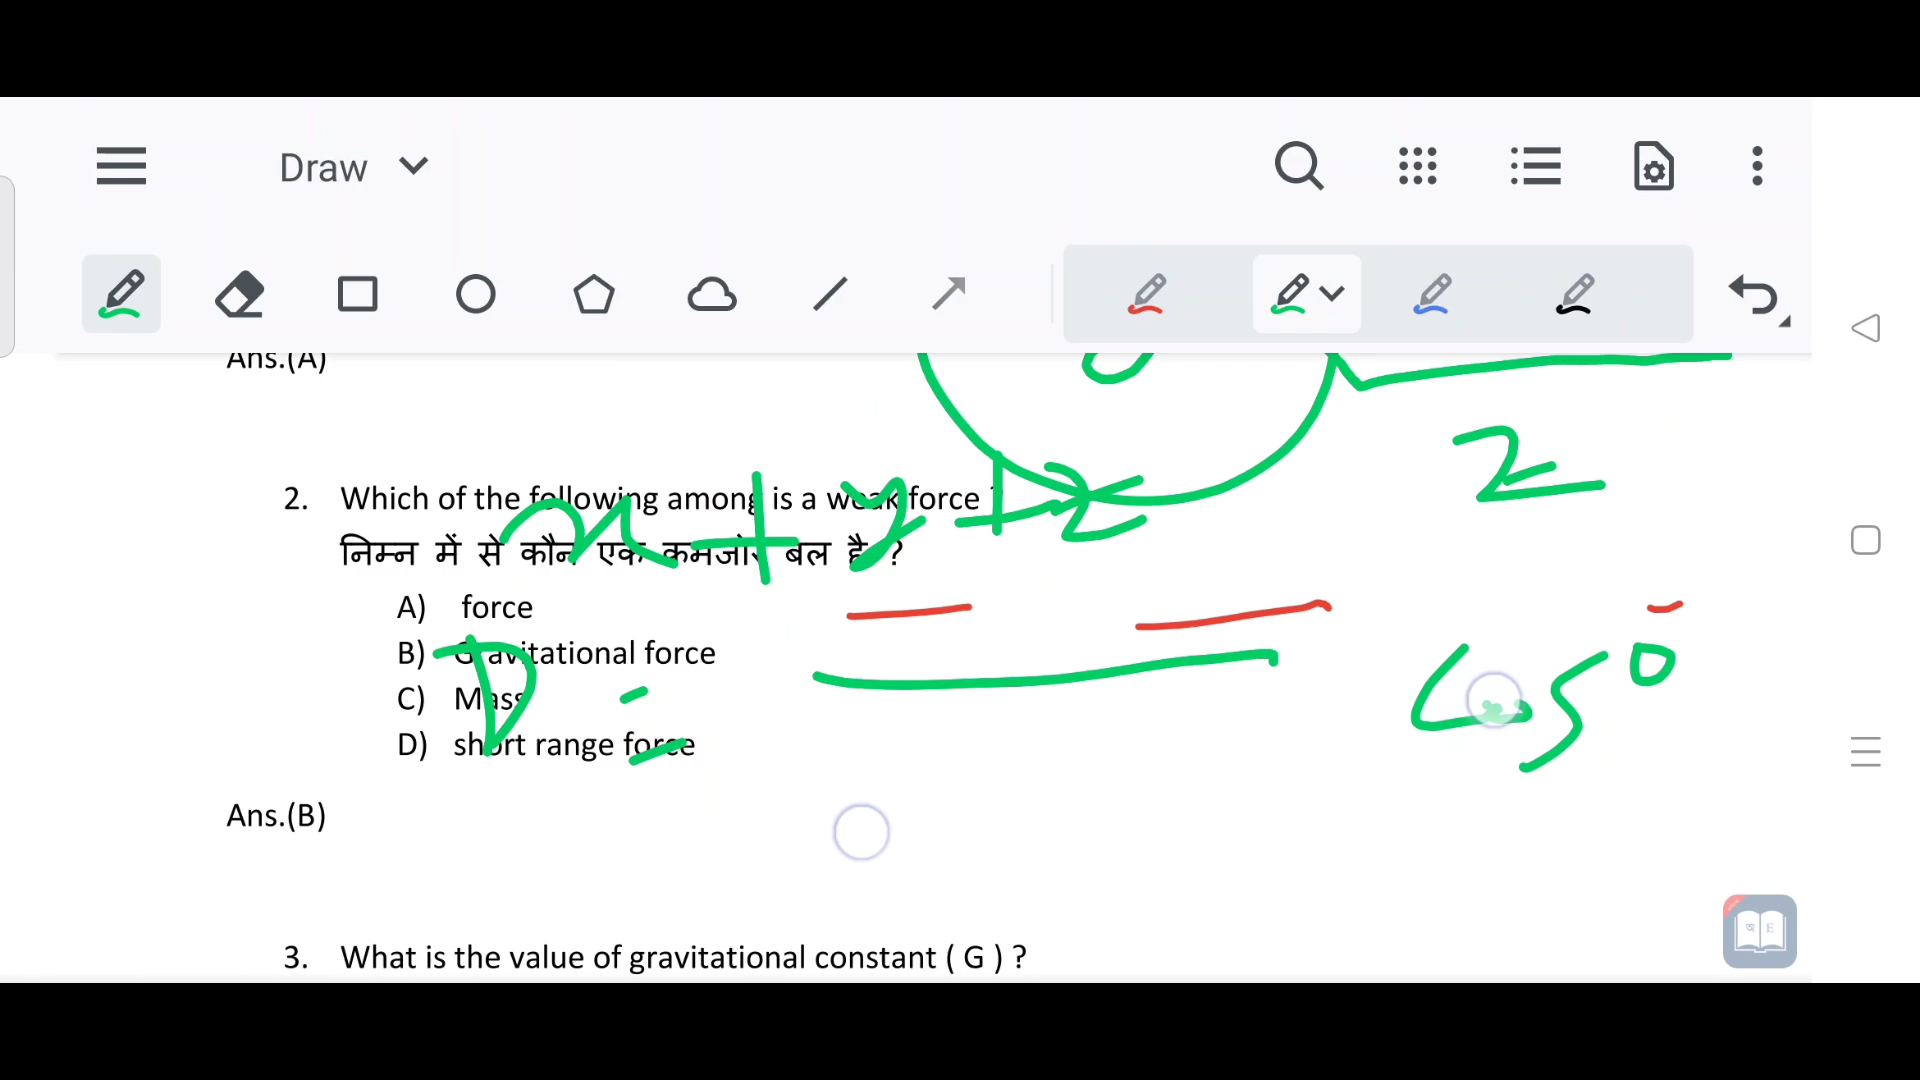 Draw
Ans.(A)
2
2. Which of the following among is a weak force ?
निम्न में से कौन एक कमजोर बल है ?
x + y + z
A) force
B) Gravitational force
C) Mass
D) short range force
D =
45°
Ans.(B)
3. What is the value of gravitational constant ( G ) ?